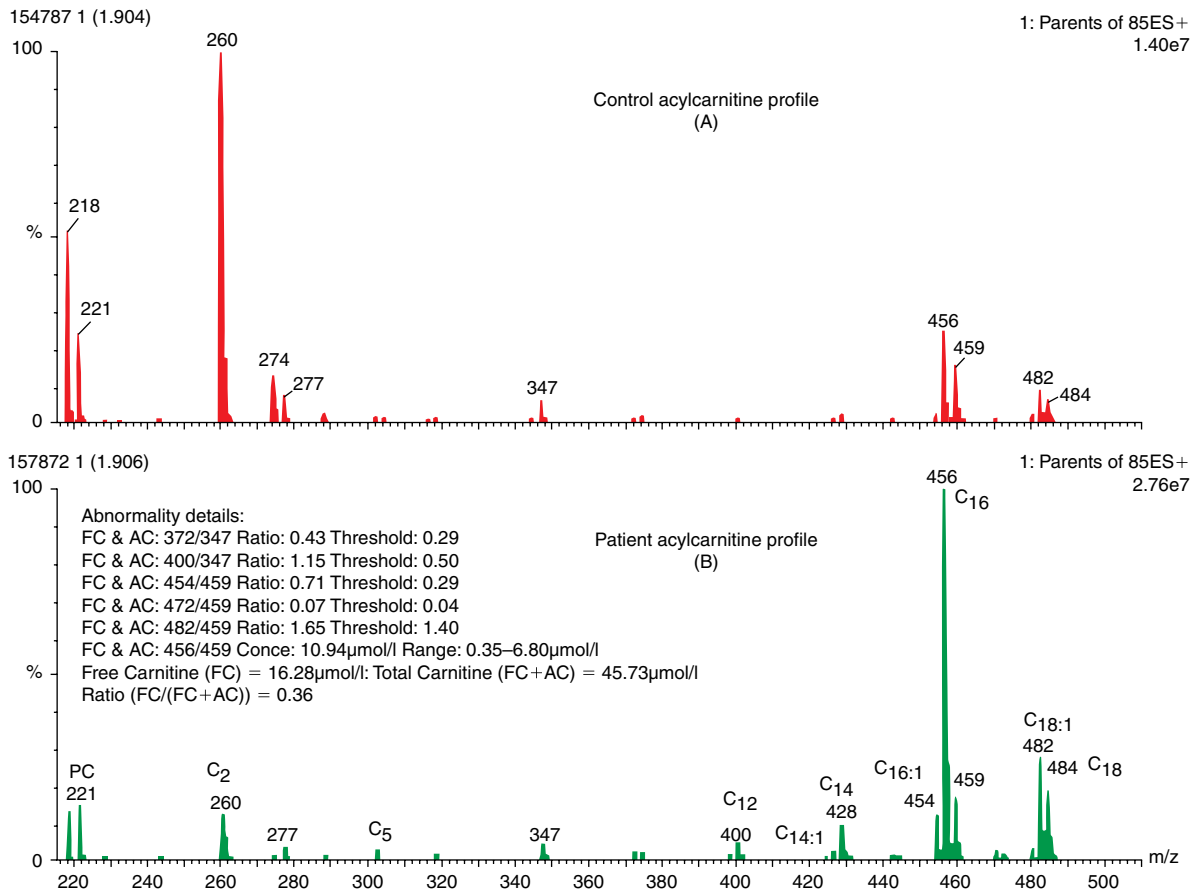 154787 1 (1.904)
1: Parents of 85ES+
1.40e7
100
%
0
260
218
221
274
277
347
456
459
482
484
Control acylcarnitine profile
(A)
157872 1 (1.906)
1: Parents of 85ES+
2.76e7
100
%
0
Abnormality details:
FC & AC: 372/347 Ratio: 0.43 Threshold: 0.29
FC & AC: 400/347 Ratio: 1.15 Threshold: 0.50
FC & AC: 454/459 Ratio: 0.71 Threshold: 0.29
FC & AC: 472/459 Ratio: 0.07 Threshold: 0.04
FC & AC: 482/459 Ratio: 1.65 Threshold: 1.40
FC & AC: 456/459 Conce: 10.94μmol/l Range: 0.35–6.80μmol/l
Free Carnitine (FC) = 16.28μmol/l: Total Carnitine (FC+AC) = 45.73μmol/l
Ratio (FC/(FC+AC)) = 0.36
Patient acylcarnitine profile
(B)
456
C16
PC
221
C2
260
277
C5
347
C12
400
C14:1
C14
428
C16:1
454
459
C18:1
482
484
C18
220 240 260 280 300 320 340 360 380 400 420 440 460 480 500
m/z